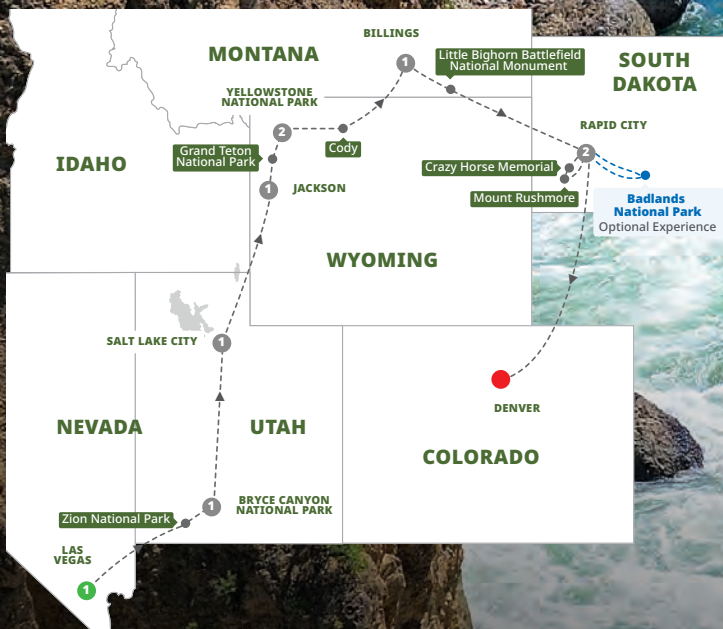 BILLINGS
MONTANA
Little Bighorn Battlefield
National Monument
SOUTH
DAKOTA
YELLOWSTONE
NATIONAL PARK
1
RAPID CITY
2
Cody
Grand Teton
National Park
IDAHO
2
Crazy Horse Memorial
1
JACKSON
Mount Rushmore
Badlands
National Park
Optional Experience
WYOMING
SALT LAKE CITY
1
DENVER
NEVADA
UTAH
COLORADO
1
BRYCE CANYON
NATIONAL PARK
Zion National Park
LAS
VEGAS
1